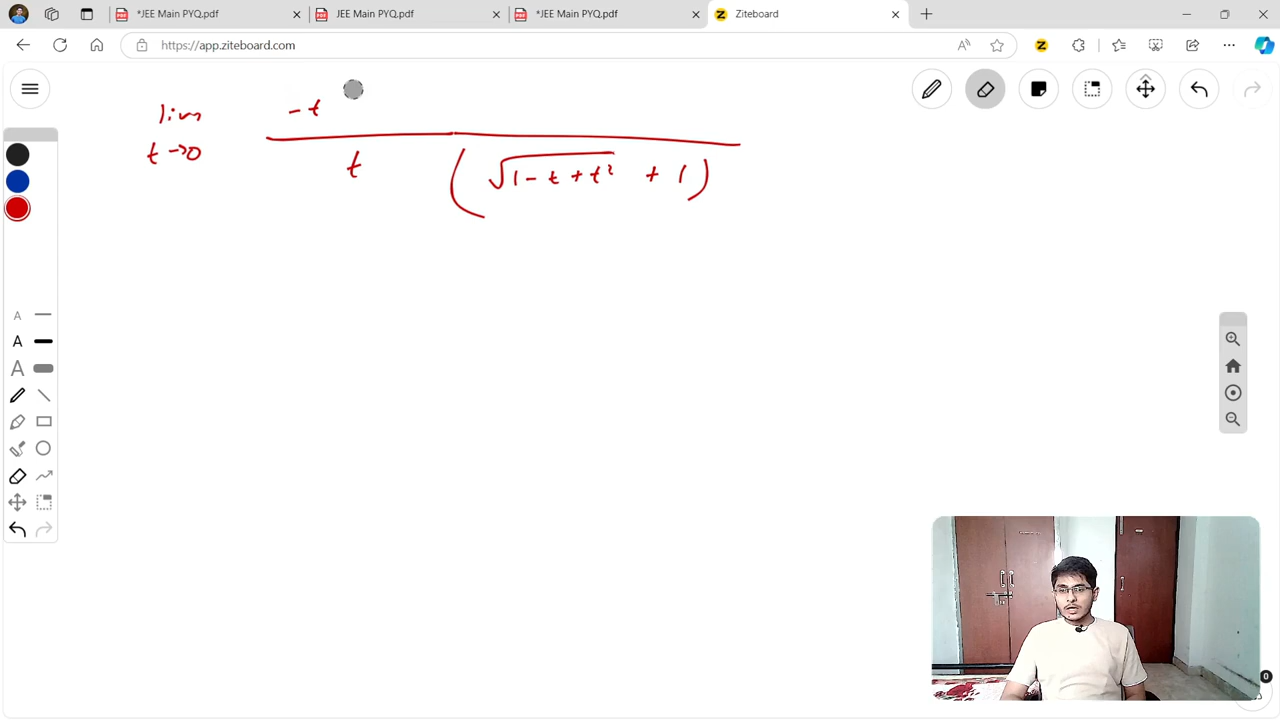 *JEE Main PYQ.pdf JEE Main PYQ.pdf *JEE Main PYQ.pdf Ziteboard
https://app.ziteboard.com
lim -t
t→0 t (√1-t+t² + 1)
A
A
A
0